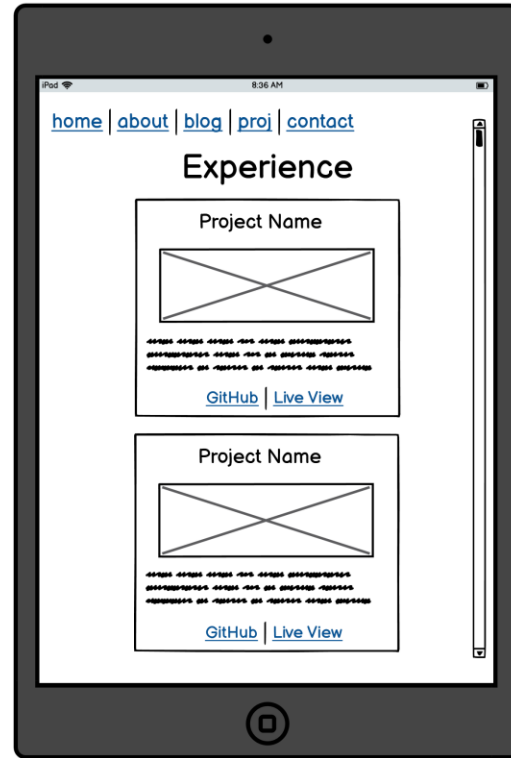 iPad 8:36 AM
home | about | blog | proj | contact
Experience
Project Name
GitHub | Live View
Project Name
GitHub | Live View